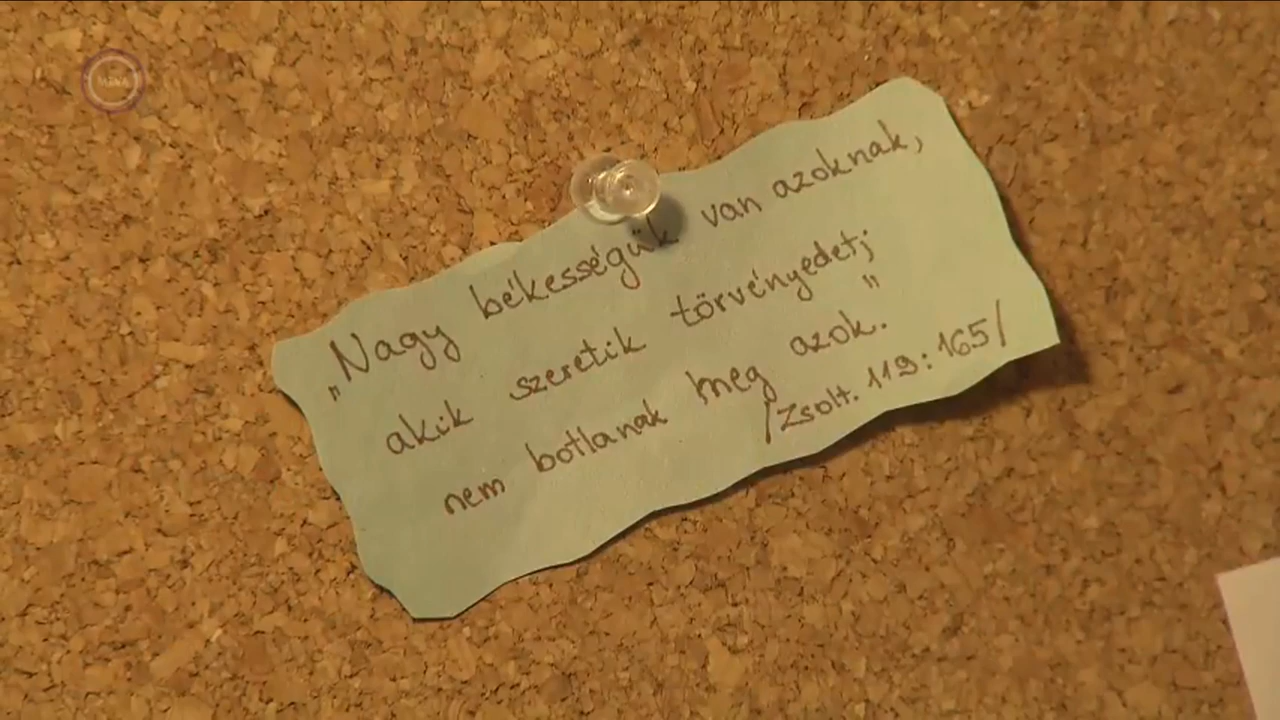 „Nagy békességük van azoknak,
akik szeretik törvényedet;
nem botlanak meg azok."
/Zsolt. 119:165/